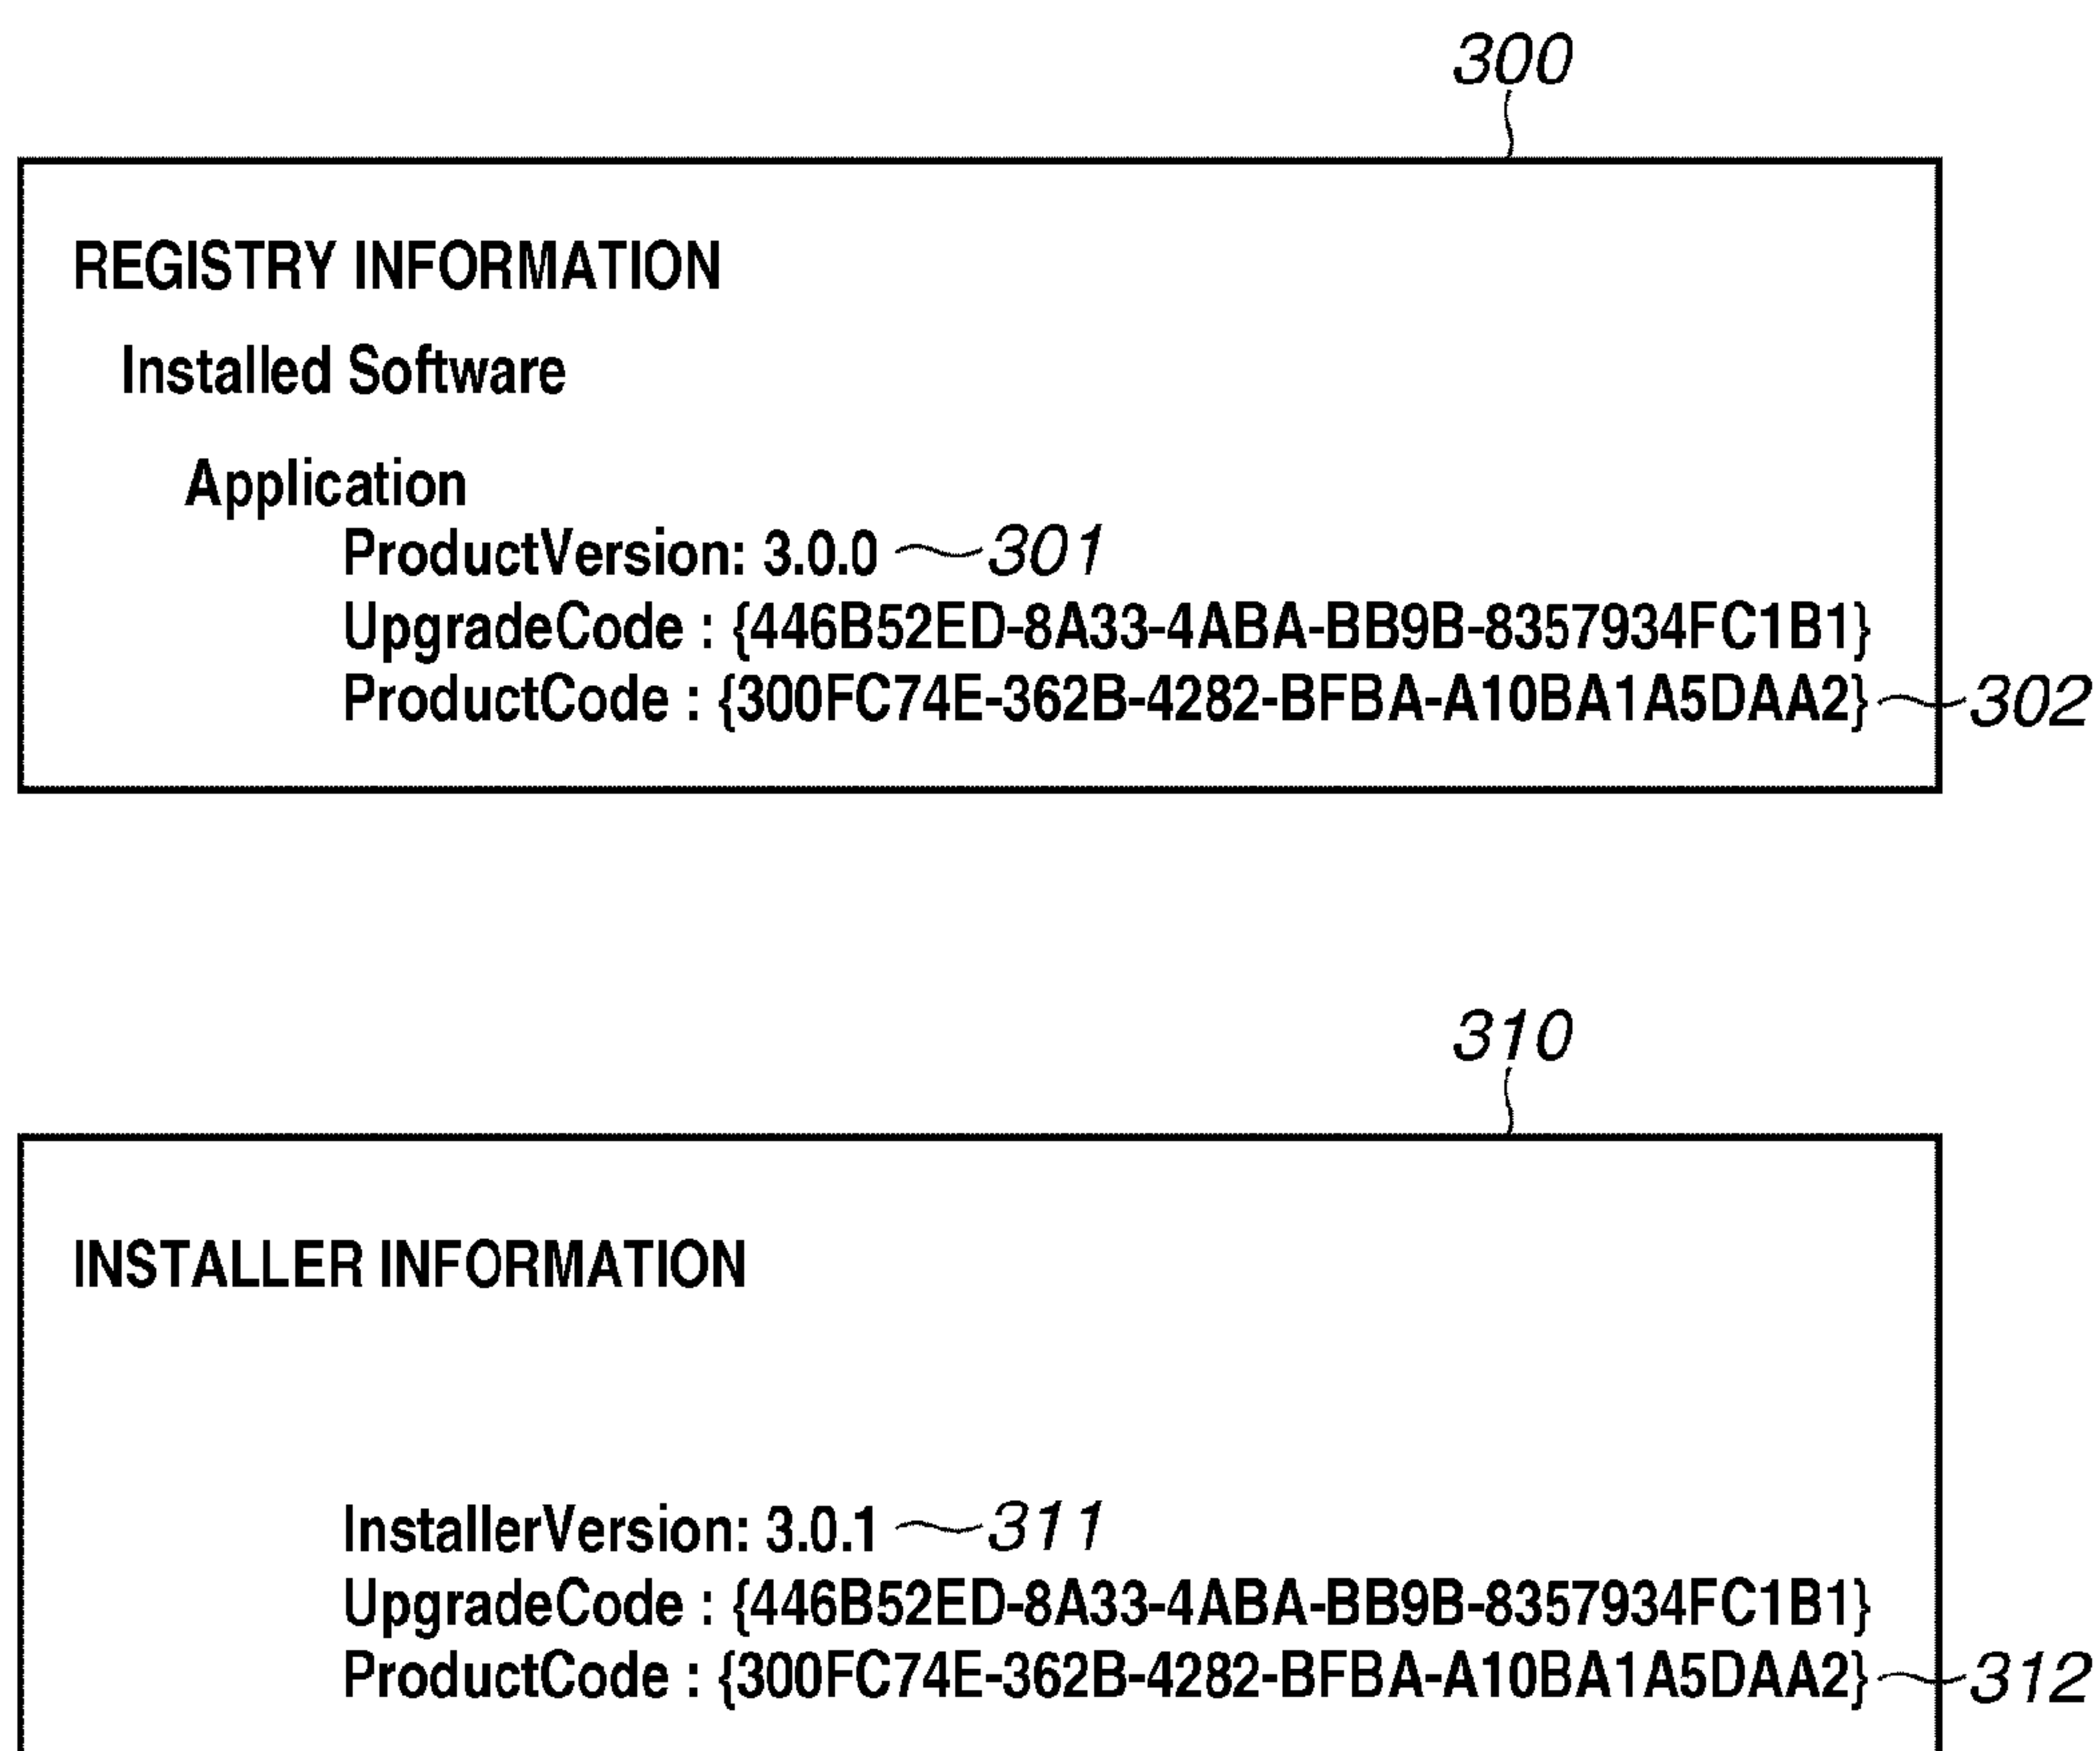 300
REGISTRY INFORMATION
Installed Software
Application
ProductVersion: 3.0.0 301
UpgradeCode : {446B52ED-8A33-4ABA-BB9B-8357934FC1B1}
ProductCode : {300FC74E-362B-4282-BFBA-A10BA1A5DAA2} 302
310
INSTALLER INFORMATION
InstallerVersion: 3.0.1 311
UpgradeCode : {446B52ED-8A33-4ABA-BB9B-8357934FC1B1}
ProductCode : {300FC74E-362B-4282-BFBA-A10BA1A5DAA2} 312